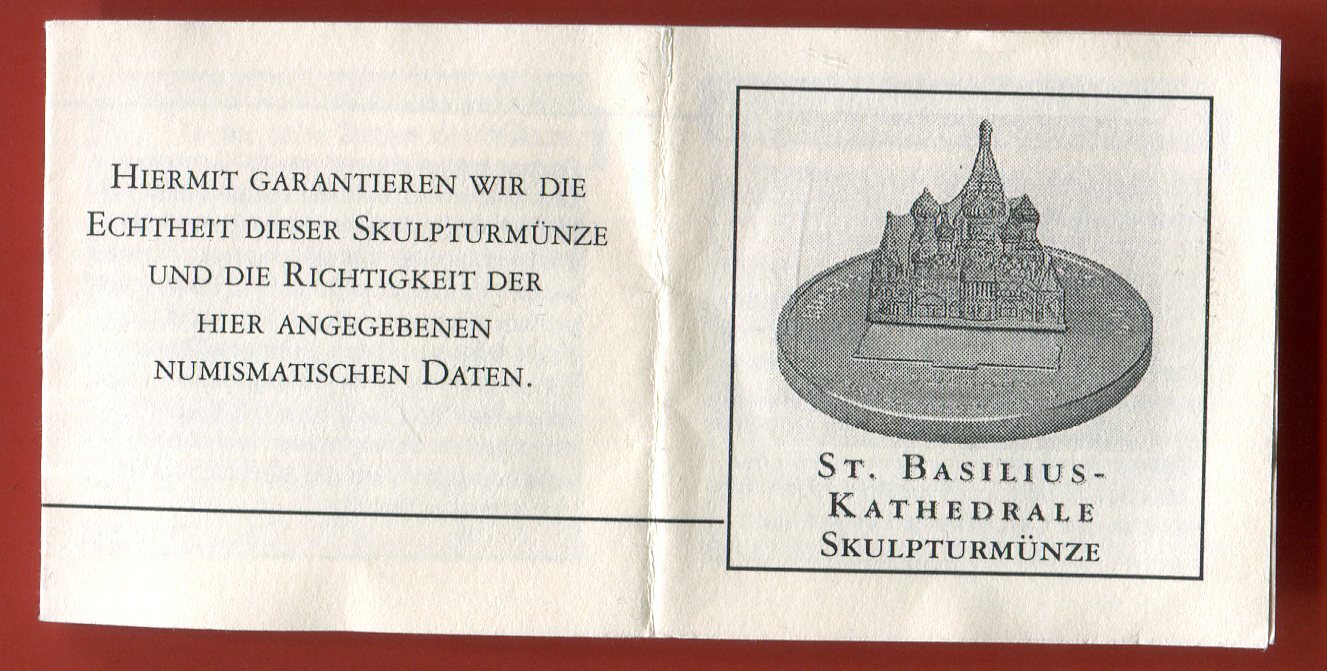 Hiermit garantieren wir die
Echtheit dieser Skulpturmünze
und die Richtigkeit der
hier angegebenen
numismatischen Daten.
St. Basilius-
Kathedrale
Skulpturmünze